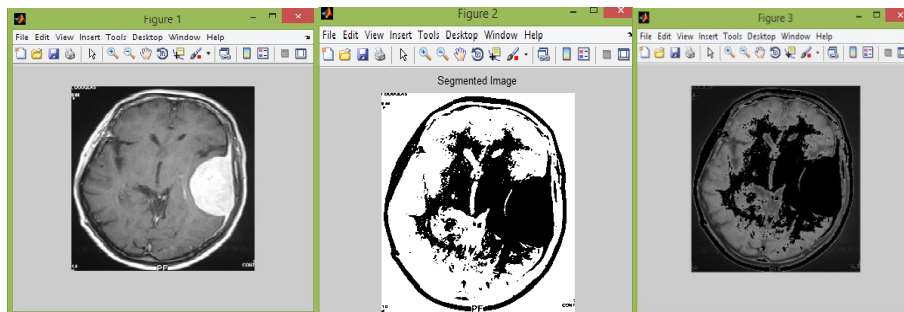 Figure 1
File Edit View Insert Tools Desktop Window Help
PF
Figure 2
File Edit View Insert Tools Desktop Window Help
Segmented Image
PF
Figure 3
File Edit View Insert Tools Desktop Window Help